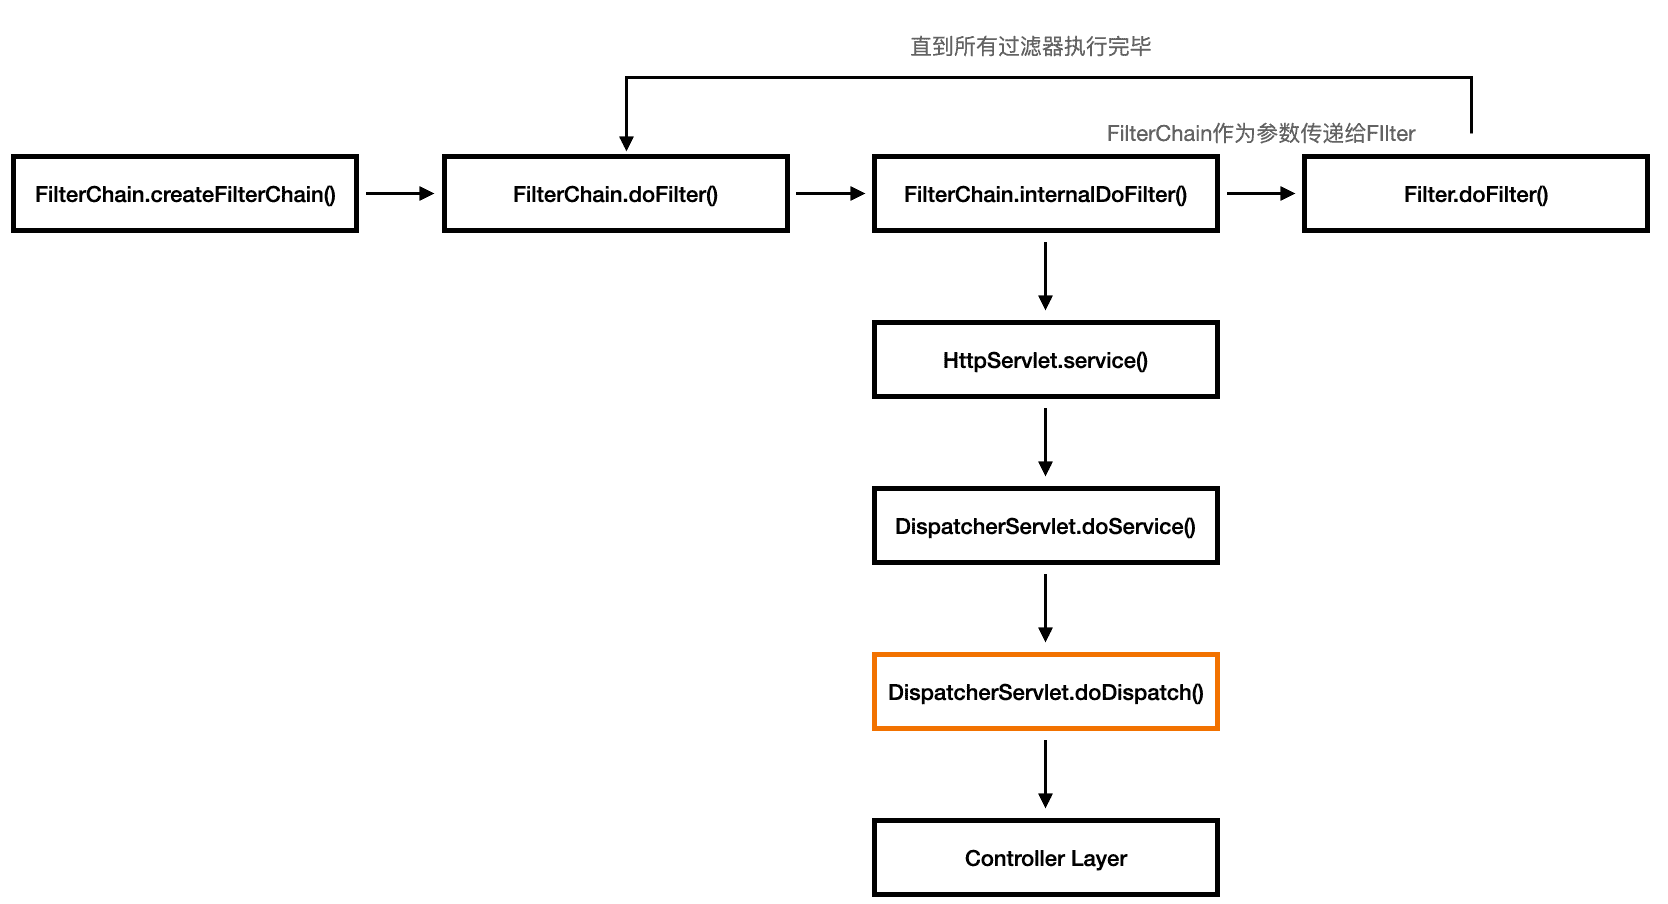 直到所有过滤器执行完毕
FilterChain作为参数传递给FIlter
FilterChain.createFilterChain()
FilterChain.doFilter()
FilterChain.internalDoFilter()
Filter.doFilter()
HttpServlet.service()
DispatcherServlet.doService()
DispatcherServlet.doDispatch()
Controller Layer